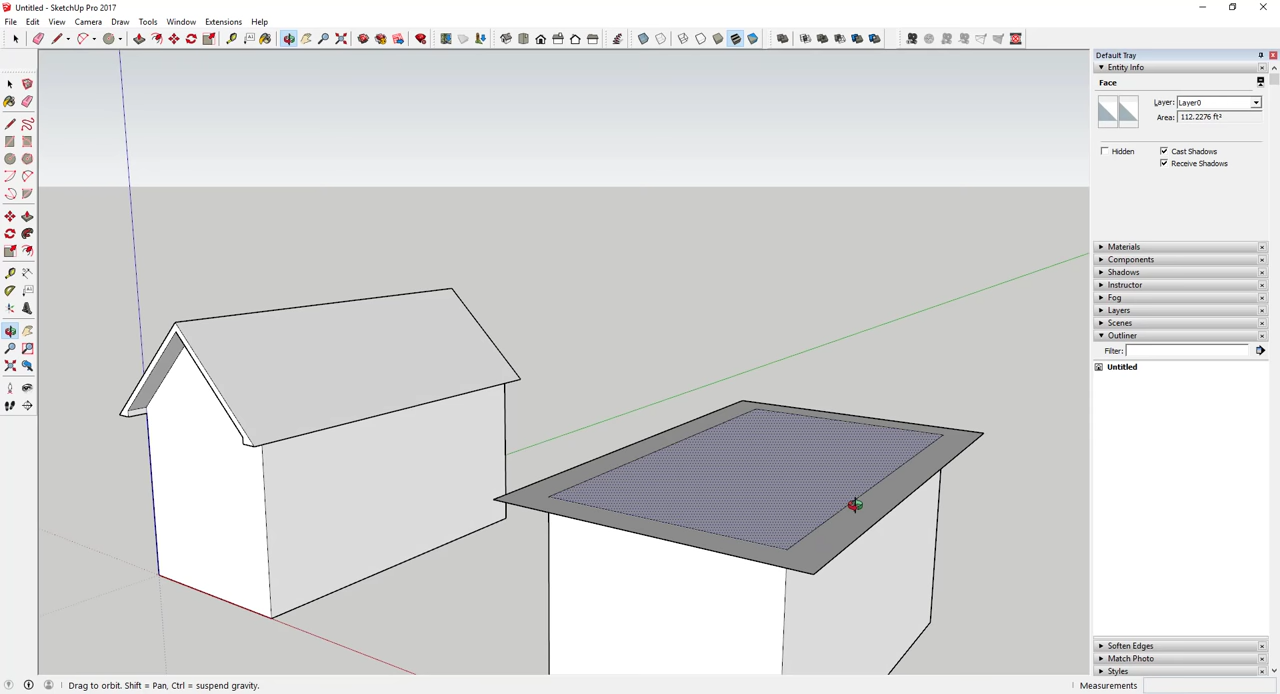 Untitled - SketchUp Pro 2017
File Edit View Camera Draw Tools Window Extensions Help
Default Tray
Entity Info
Face
Layer: Layer0
Area: 112.2276 ft²
Hidden
Cast Shadows
Receive Shadows
Materials
Components
Shadows
Instructor
Fog
Layers
Scenes
Outliner
Filter:
Untitled
Soften Edges
Match Photo
Styles
Drag to orbit. Shift = Pan, Ctrl = suspend gravity.
Measurements